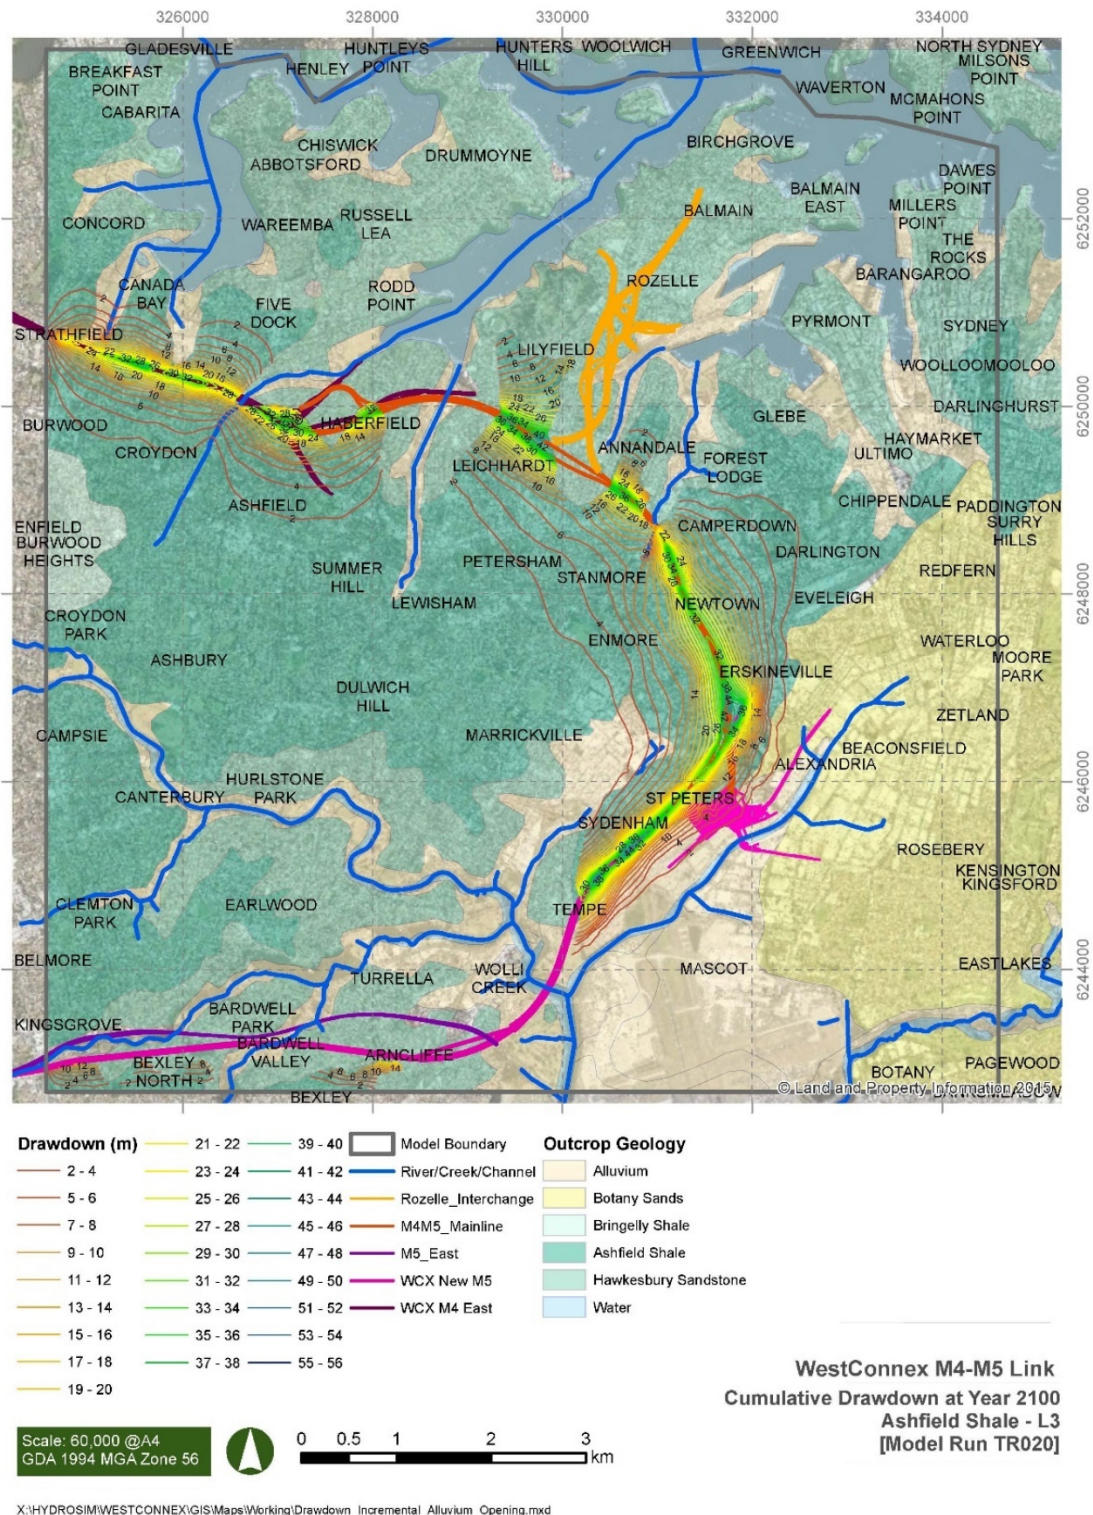 326000 328000 330000 332000 334000
GLADESVILLE
HUNTLEYS
POINT
HUNTERS
HILL
WOOLWICH
GREENWICH
NORTH SYDNEY
MILSONS
POINT
BREAKFAST
POINT
HENLEY
WAVERTON
CABARITA
MCMAHONS
POINT
CHISWICK
ABBOTSFORD
DRUMMOYNE
BIRCHGROVE
DAWES
POINT
BALMAIN
EAST
MILLERS
POINT
CONCORD
WAREEMBA
RUSSELL
LEA
BALMAIN
6252000
THE
ROCKS
BARANGAROO
CANADA
BAY
RODD
POINT
ROZELLE
FIVE
DOCK
STRATHFIELD
PYRMONT
SYDNEY
LILYFIELD
WOOLLOOMOOLOO
6250000
DARLINGHURST
BURWOOD
HABERFIELD
GLEBE
CROYDON
ANNANDALE
HAYMARKET
ULTIMO
LEICHHARDT
FOREST
LODGE
ASHFIELD
CHIPPENDALE
PADDINGTON
SURRY
HILLS
ENFIELD
BURWOOD
HEIGHTS
CAMPERDOWN
DARLINGTON
SUMMER
HILL
PETERSHAM
STANMORE
REDFERN
LEWISHAM
NEWTOWN
EVELEIGH
6248000
CROYDON
PARK
ENMORE
WATERLOO
MOORE
PARK
ASHBURY
ERSKINEVILLE
DULWICH
HILL
ZETLAND
CAMPSIE
MARRICKVILLE
BEACONSFIELD
ALEXANDRIA
6246000
HURLSTONE
PARK
CANTERBURY
ST PETERS
SYDENHAM
ROSEBERY
KENSINGTON
KINGSFORD
CLEMTON
PARK
EARLWOOD
TEMPE
BELMORE
TURRELLA
WOLLI
CREEK
MASCOT
EASTLAKES
6244000
KINGSGROVE
BARDWELL
PARK
BARDWELL
VALLEY
ARNCLIFFE
BEXLEY
NORTH
BEXLEY
BOTANY
PAGEWOOD
© Land and Property Information 2015
BANKSMEADOW
Drawdown (m)
2 - 4
5 - 6
7 - 8
9 - 10
11 - 12
13 - 14
15 - 16
17 - 18
19 - 20
21 - 22
23 - 24
25 - 26
27 - 28
29 - 30
31 - 32
33 - 34
35 - 36
37 - 38
39 - 40
41 - 42
43 - 44
45 - 46
47 - 48
49 - 50
51 - 52
53 - 54
55 - 56
Model Boundary
River/Creek/Channel
Rozelle_Interchange
M4M5_Mainline
M5_East
WCX New M5
WCX M4 East
Outcrop Geology
Alluvium
Botany Sands
Bringelly Shale
Ashfield Shale
Hawkesbury Sandstone
Water
WestConnex M4-M5 Link
Cumulative Drawdown at Year 2100
Ashfield Shale - L3
[Model Run TR020]
Scale: 60,000 @A4
GDA 1994 MGA Zone 56
0 0.5 1 2 3
km
X:\HYDROSIM\WESTCONNEX\GIS\Maps\Working\Drawdown_Incremental_Alluvium_Opening.mxd